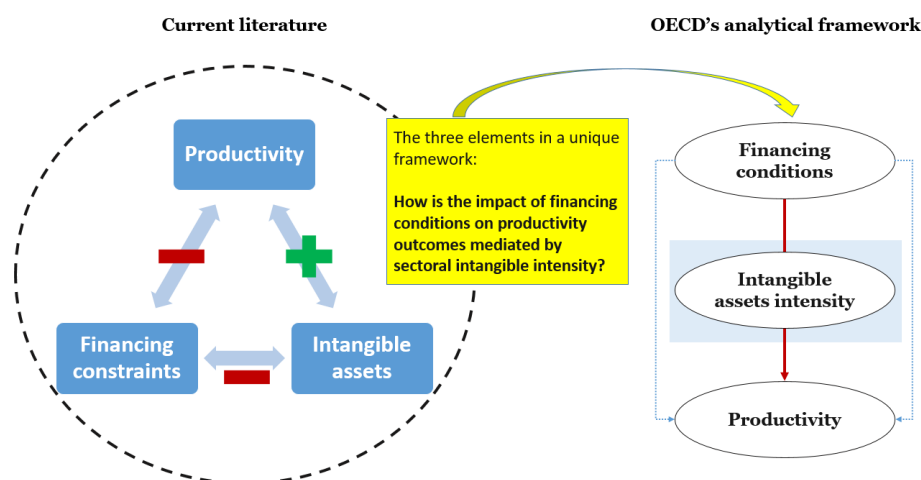 Current literature
OECD's analytical framework
Productivity
Financing
constraints
Intangible
assets
The three elements in a unique
framework:
How is the impact of financing
conditions on productivity
outcomes mediated by
sectoral intangible intensity?
Financing
conditions
Intangible
assets intensity
Productivity